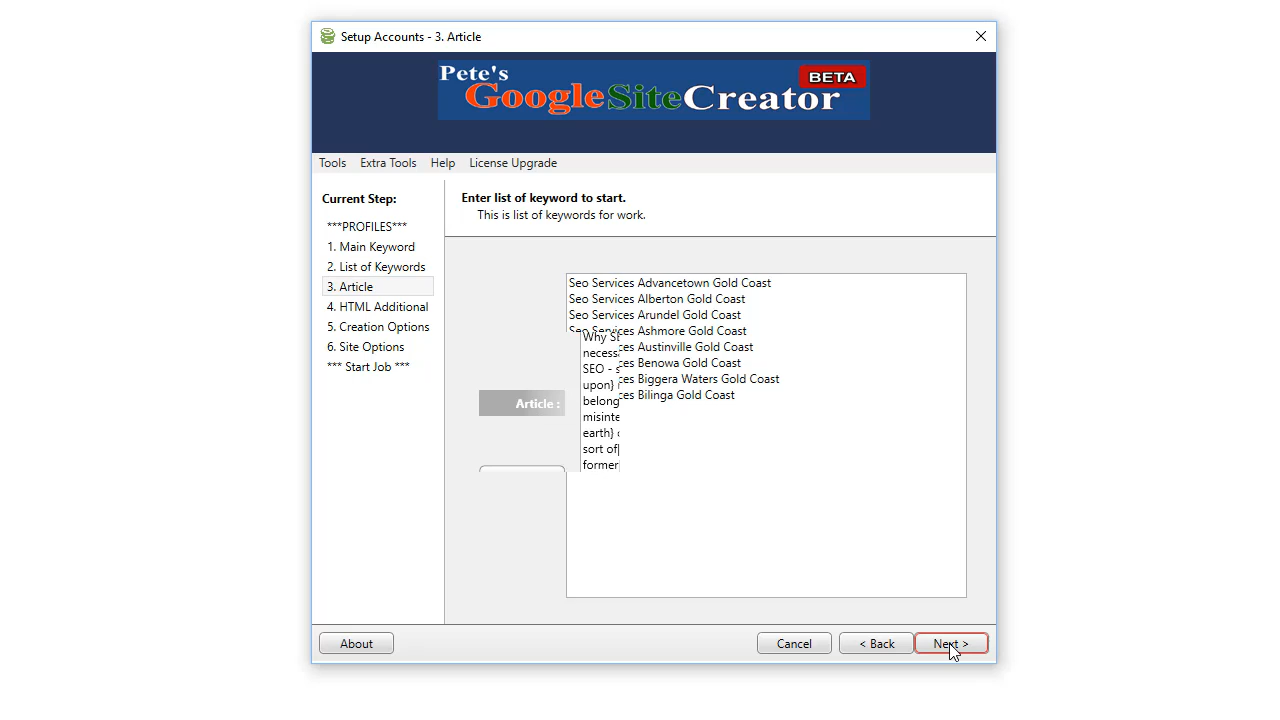 Setup Accounts - 3. Article
Pete's
BETA
GoogleSiteCreator
Tools Extra Tools Help License Upgrade
Current Step:
***PROFILES***
1. Main Keyword
2. List of Keywords
3. Article
4. HTML Additional
5. Creation Options
6. Site Options
*** Start Job ***
Enter list of keyword to start.
This is list of keywords for work.
Seo Services Advancetown Gold Coast
Seo Services Alberton Gold Coast
Seo Services Arundel Gold Coast
Seo Services Ashmore Gold Coast
ces Austinville Gold Coast
ces Benowa Gold Coast
ces Biggera Waters Gold Coast
ces Bilinga Gold Coast
Article :
Why SE
necess
SEO - s
upon}
belong
misinte
earth}
sort of
former
About
Cancel
< Back
Next >